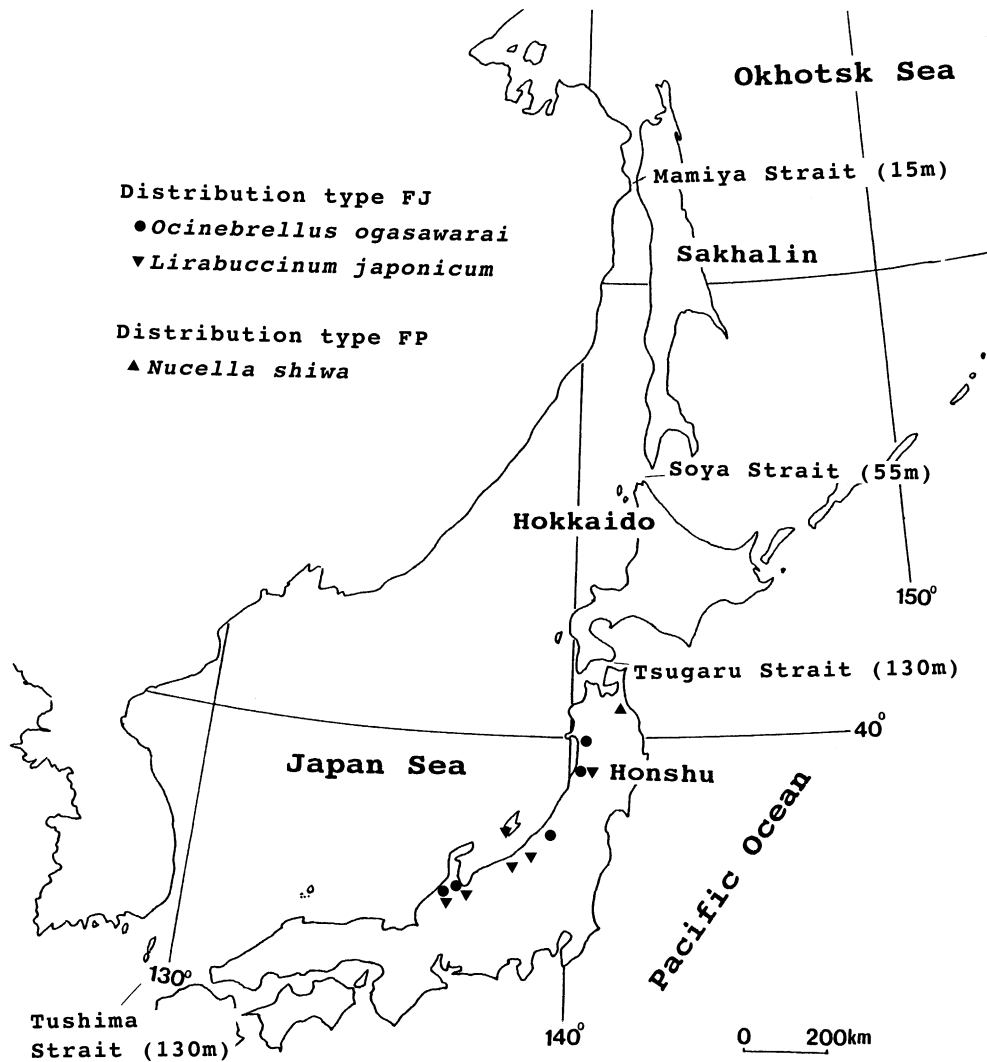 Okhotsk Sea
Mamiya Strait (15m)
Distribution type FJ
●Ocinebrellus ogasawarai
▼Lirabuccinum japonicum
Sakhalin
Distribution type FP
▲Nucella shiwa
Soya Strait (55m)
Hokkaido
150°
Tsugaru Strait (130m)
40°
Japan Sea
Honshu
Pacific Ocean
130°
Tushima
Strait (130m)
140°
0 200km